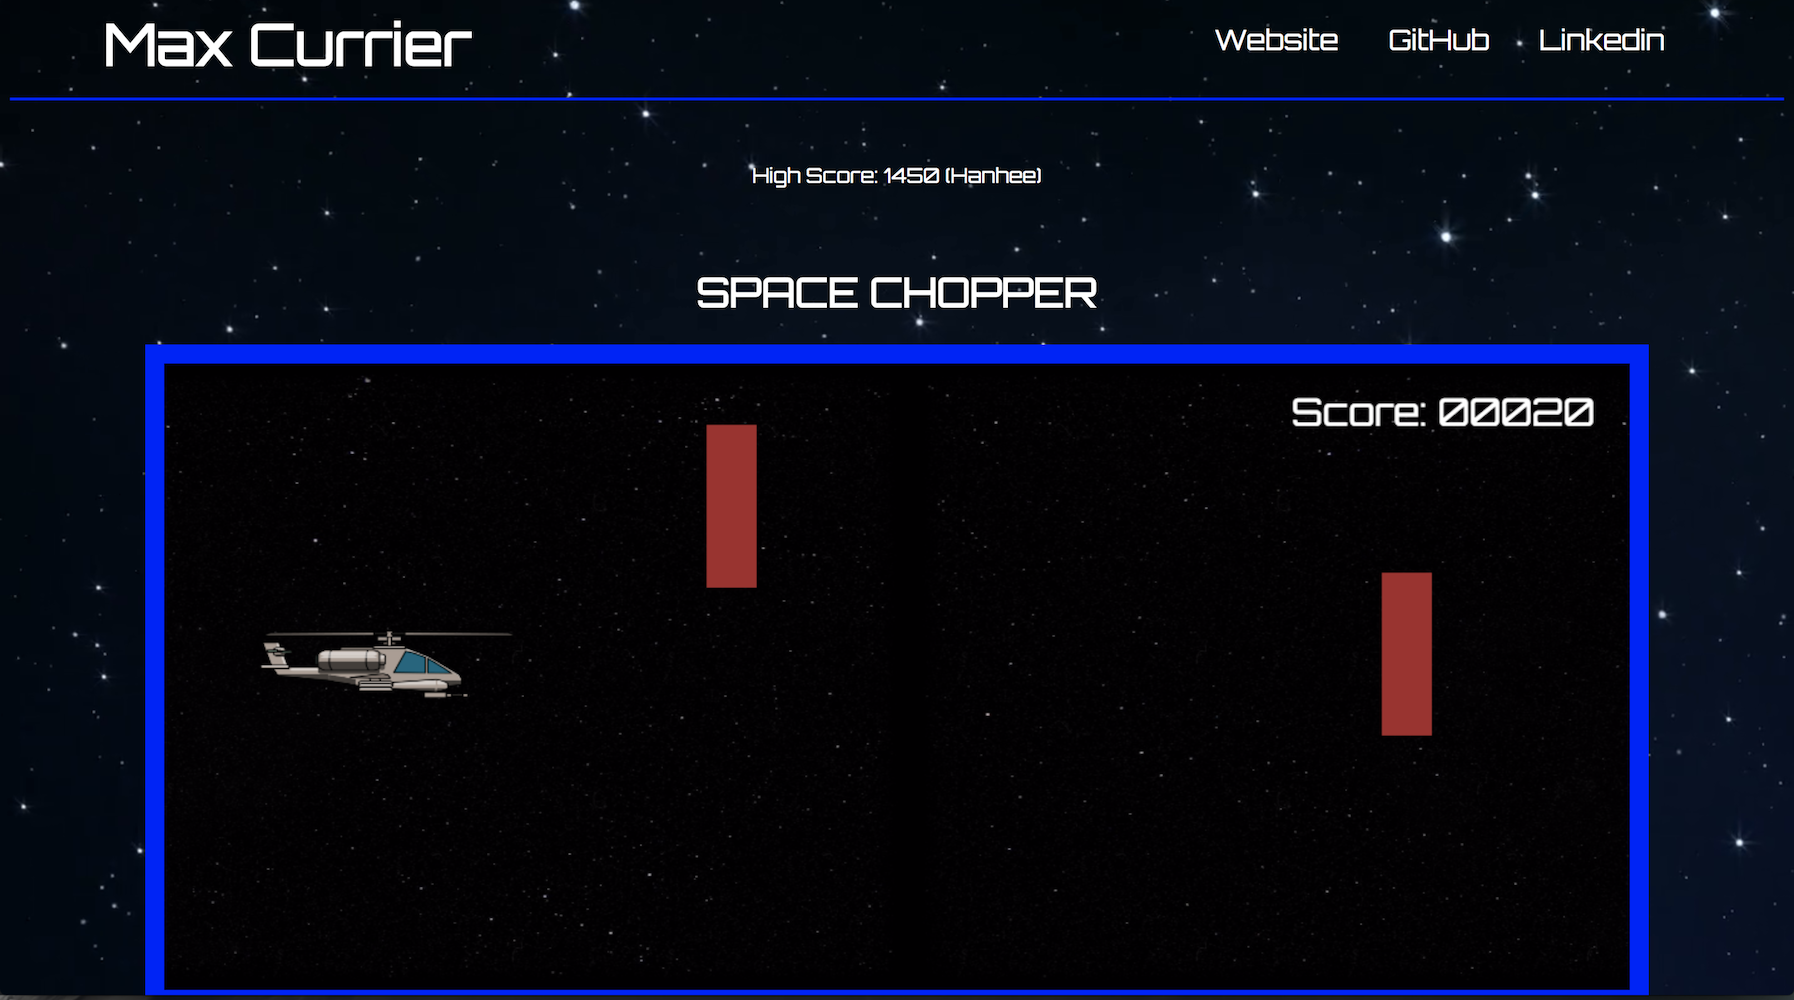 Max Currier
Website GitHub Linkedin
High Score: 1450 (Hanhee)
SPACE CHOPPER
Score: 00020